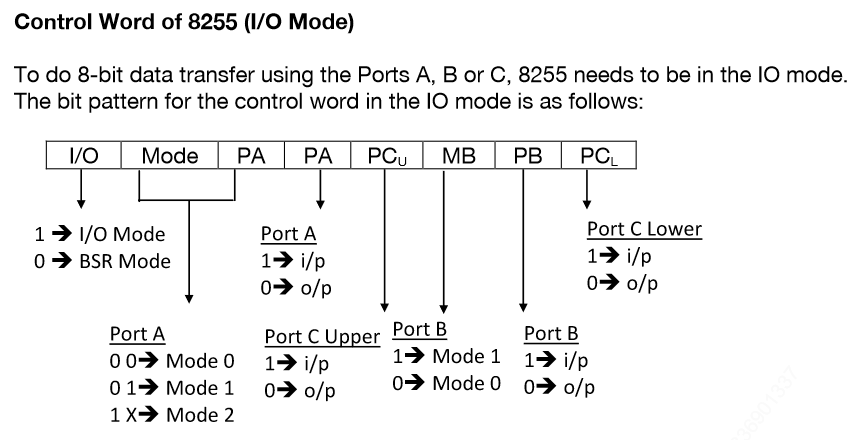 Control Word of 8255 (I/O Mode)
To do 8-bit data transfer using the Ports A, B or C, 8255 needs to be in the IO mode.
The bit pattern for the control word in the IO mode is as follows:
I/O Mode PA PA PCU MB PB PCL
1 → I/O Mode
0 → BSR Mode
Port A
1→ i/p
0→ o/p
Port C Lower
1→ i/p
0→ o/p
Port A
0 0→ Mode 0
0 1→ Mode 1
1 X→ Mode 2
Port C Upper
1→ i/p
0→ o/p
Port B
1→ Mode 1
0→ Mode 0
Port B
1→ i/p
0→ o/p